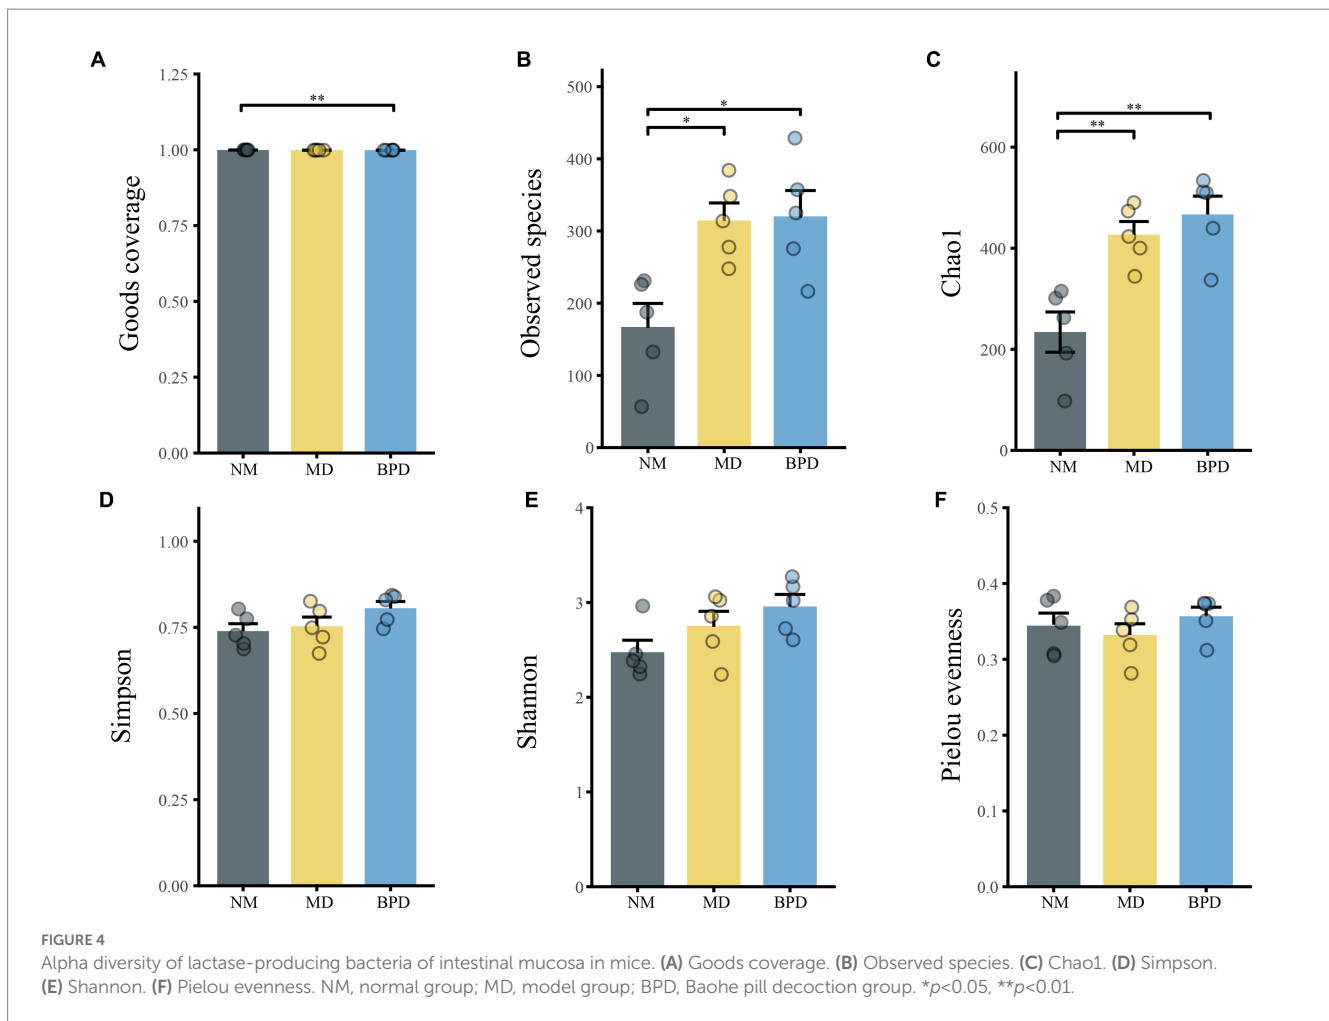 A
Goods coverage
1.25
1.00
0.75
0.50
0.25
0.00
**
NM MD BPD
B
Observed species
500
400
300
200
100
0
*
*
NM MD BPD
C
Chao1
600
400
200
0
**
**
NM MD BPD
D
Simpson
1.00
0.75
0.50
0.25
0.00
NM MD BPD
E
Shannon
4
3
2
1
0
NM MD BPD
F
Pielou evenness
0.5
0.4
0.3
0.2
0.1
0.0
NM MD BPD
FIGURE 4
Alpha diversity of lactase-producing bacteria of intestinal mucosa in mice. (A) Goods coverage. (B) Observed species. (C) Chao1. (D) Simpson.
(E) Shannon. (F) Pielou evenness. NM, normal group; MD, model group; BPD, Baohe pill decoction group. *p<0.05, **p<0.01.